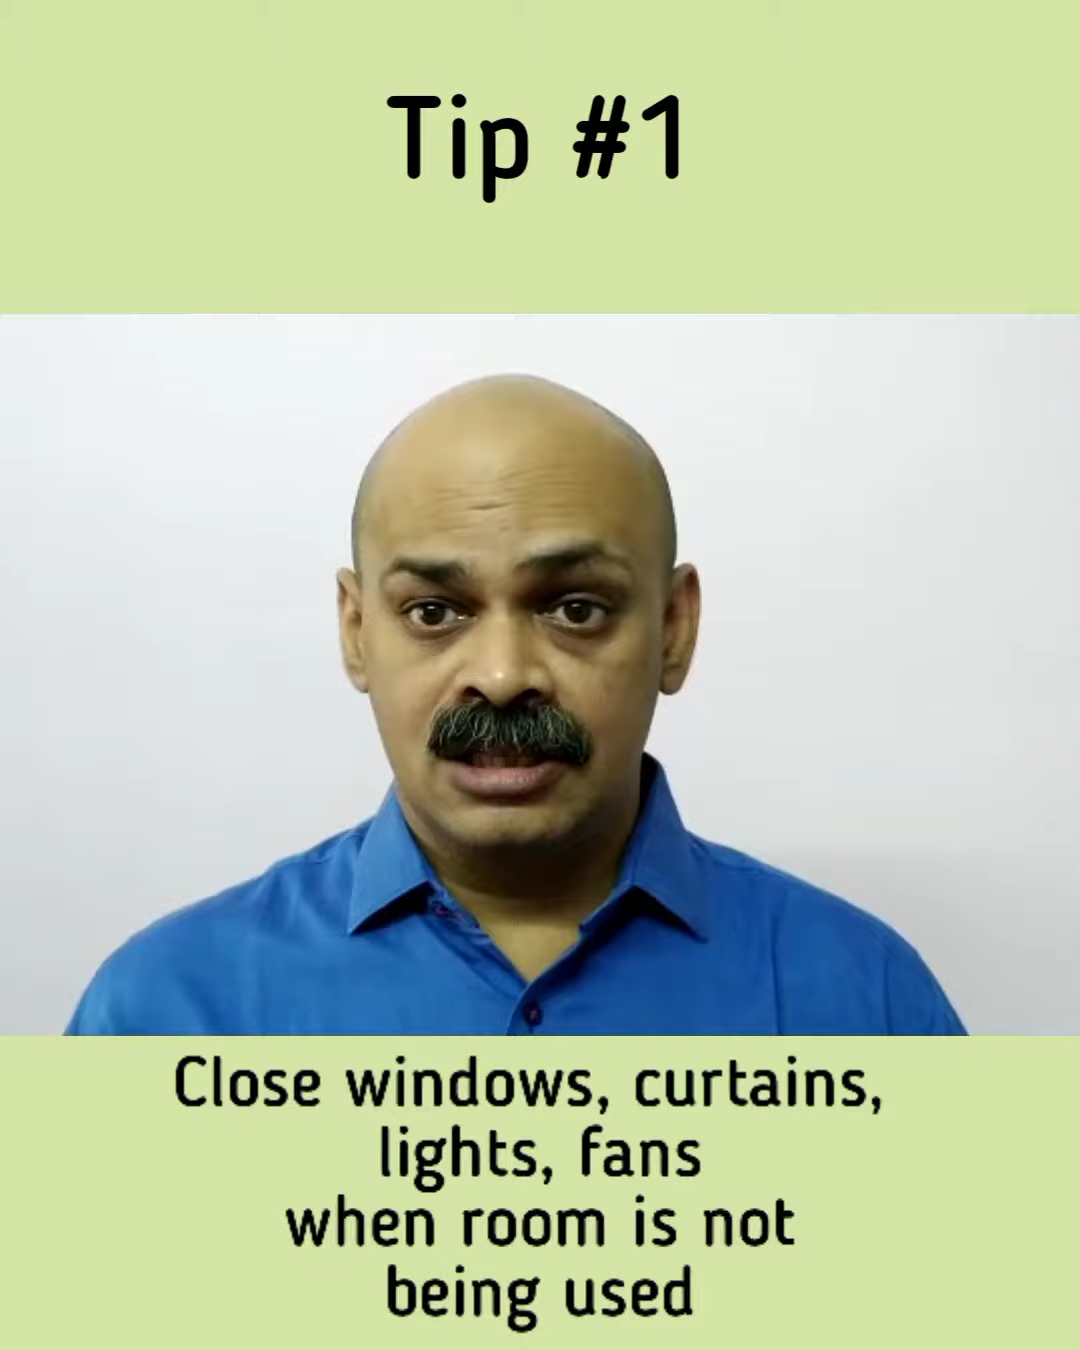 Tip #1
Close windows, curtains,
lights, fans
when room is not
being used